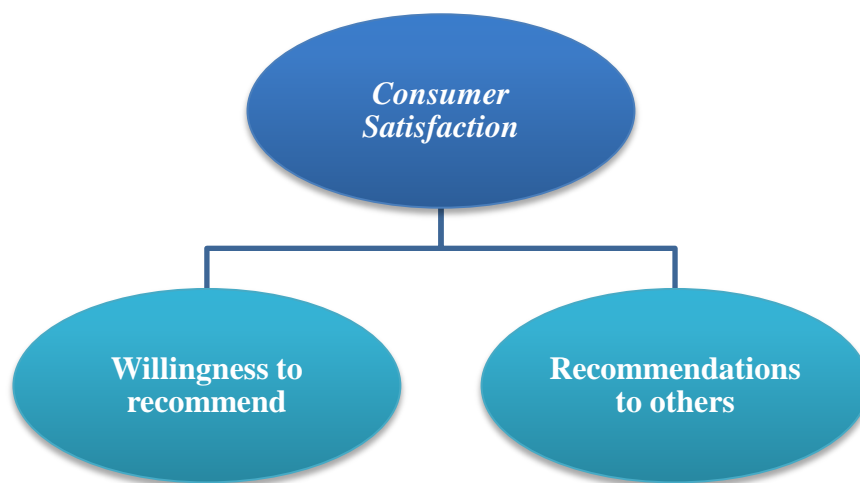 Consumer
Satisfaction
Willingness to
recommend
Recommendations
to others